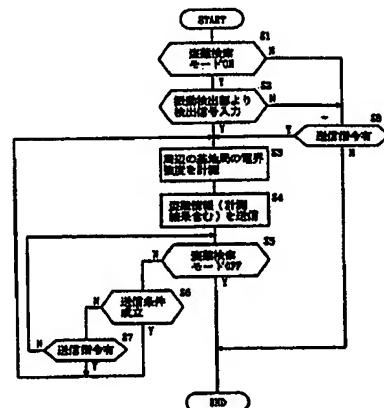 START
S1
盗難検索
モードON
N
Y
S2
振動検出部より
検出信号入力
N
Y
S8
送信指令有
Y
N
S3
周辺の基地局の電界
強度を計測
S4
盗難情報(計測
結果含む)を送信
S5
盗難検索
モードOFF
N
Y
S6
送信条件
成立
N
Y
S7
送信指令有
N
Y
END